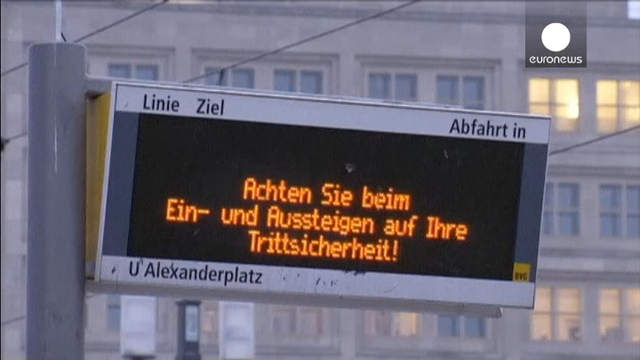 euronews
Linie Ziel Abfahrt in
Achten Sie beim
Ein- und Aussteigen auf Ihre
Trittsicherheit!
U Alexanderplatz
BVG